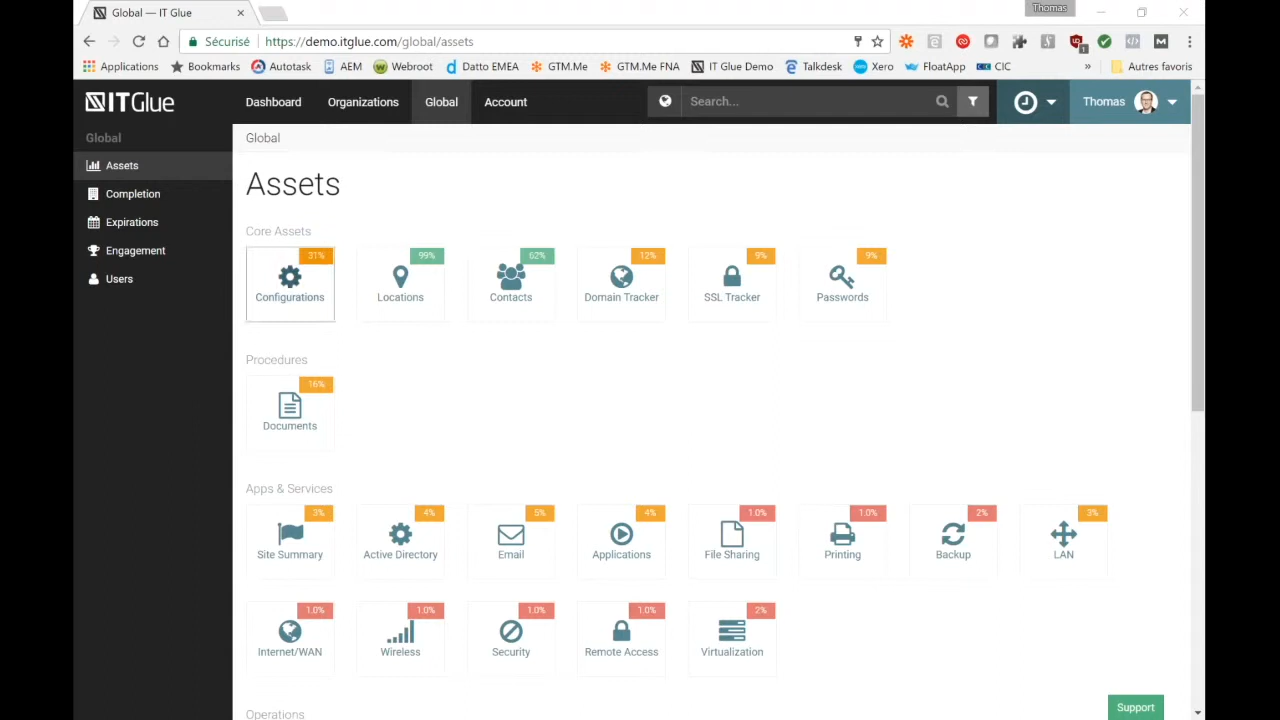 Global — IT Glue
Thomas
Sécurisé https://demo.itglue.com/global/assets
Applications Bookmarks Autotask AEM Webroot Datto EMEA GTM.Me GTM.Me FNA IT Glue Demo Talkdesk Xero FloatApp CIC » Autres favoris
ITGlue Dashboard Organizations Global Account Search... Thomas
Global
Assets
Completion
Expirations
Engagement
Users
Global
Assets
Core Assets
31% 99% 62% 12% 9% 9%
Configurations Locations Contacts Domain Tracker SSL Tracker Passwords
Procedures
16%
Documents
Apps & Services
3% 4% 5% 4% 1.0% 1.0% 2% 3%
Site Summary Active Directory Email Applications File Sharing Printing Backup LAN
1.0% 1.0% 1.0% 1.0% 2%
Internet/WAN Wireless Security Remote Access Virtualization
Operations
Support